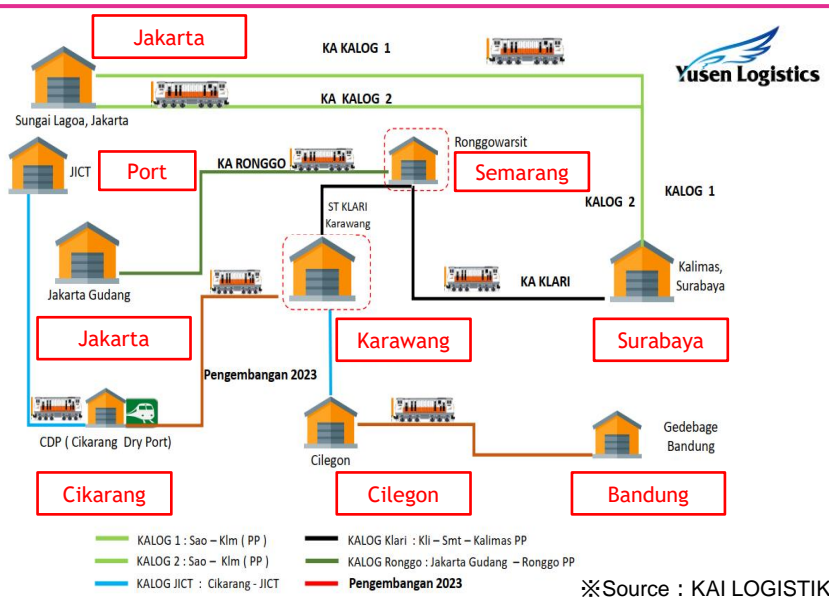 Jakarta
KA KALOG 1
Yusen Logistics
KA KALOG 2
Sungai Lagoa, Jakarta
JICT
Port
KA RONGGO
Ronggowarsit
Semarang
ST KLARI
Karawang
KALOG 2
KALOG 1
Jakarta Gudang
KA KLARI
Kalimas,
Surabaya
Jakarta
Karawang
Surabaya
Pengembangan 2023
CDP ( Cikarang Dry Port)
Cilegon
Gedebage
Bandung
Cikarang
Cilegon
Bandung
KALOG 1 : Sao – Klm ( PP )
KALOG Klari : Kli – Smt – Kalimas PP
KALOG 2 : Sao – Klm ( PP )
KALOG Ronggo : Jakarta Gudang – Ronggo PP
KALOG JICT : Cikarang - JICT
Pengembangan 2023
※Source：KAI LOGISTIK